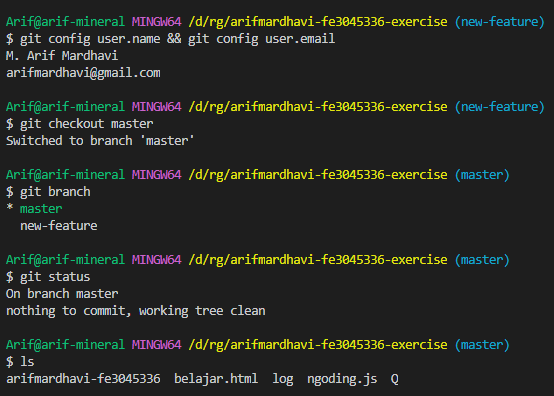 Arif@arif-mineral MINGW64 /d/rg/arifmardhavi-fe3045336-exercise (new-feature)
$ git config user.name && git config user.email
M. Arif Mardhavi
arifmardhavi@gmail.com
Arif@arif-mineral MINGW64 /d/rg/arifmardhavi-fe3045336-exercise (new-feature)
$ git checkout master
Switched to branch 'master'
Arif@arif-mineral MINGW64 /d/rg/arifmardhavi-fe3045336-exercise (master)
$ git branch
* master
  new-feature
Arif@arif-mineral MINGW64 /d/rg/arifmardhavi-fe3045336-exercise (master)
$ git status
On branch master
nothing to commit, working tree clean
Arif@arif-mineral MINGW64 /d/rg/arifmardhavi-fe3045336-exercise (master)
$ ls
arifmardhavi-fe3045336  belajar.html  log  ngoding.js  Q